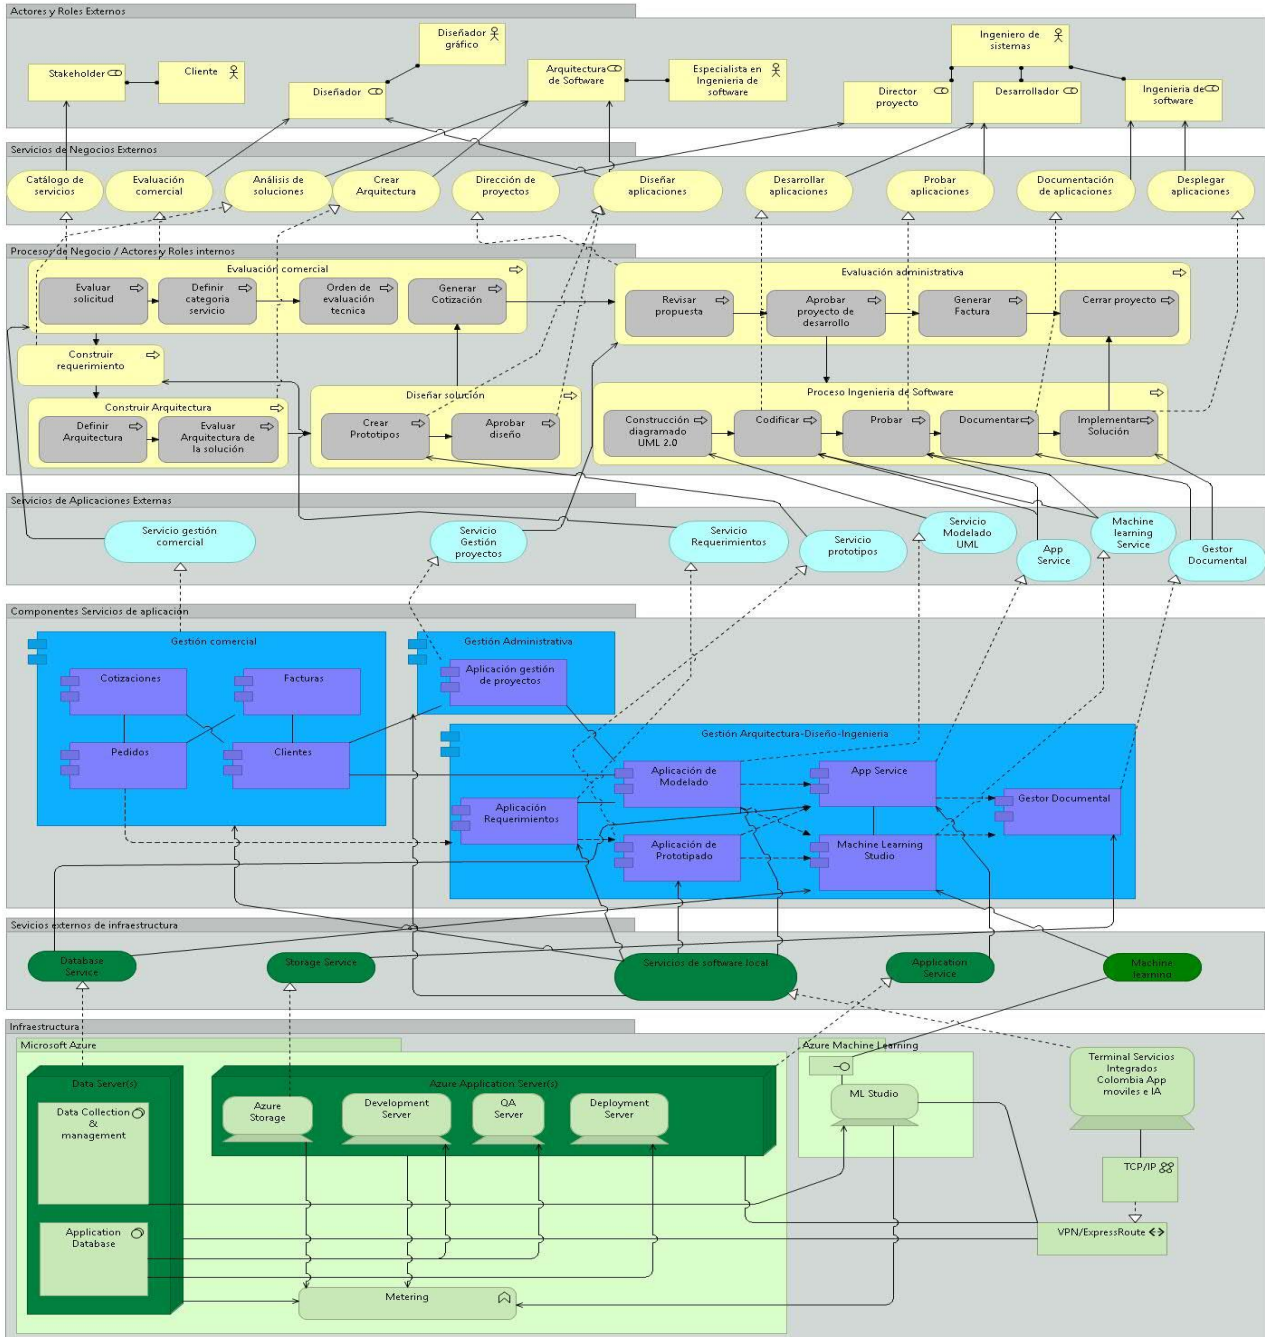 Actores y Roles Externos
Diseñador
gráfico
Ingeniero de
sistemas
Stakeholder
Cliente
Diseñador
Arquitectura
de Software
Especialista en
Ingenieria de
software
Director
proyecto
Desarrollador
Ingenieria de
software
Servicios de Negocios Externos
Catálogo de
servicios
Evaluación
comercial
Análisis de
soluciones
Crear
Arquitectura
Dirección de
proyectos
Diseñar
aplicaciones
Desarrollar
aplicaciones
Probar
aplicaciones
Documentación
de aplicaciones
Desplegar
aplicaciones
Procesos de Negocio / Actores y Roles internos
Evaluación comercial
Evaluar
solicitud
Definir
categoria
servicio
Orden de
evaluación
tecnica
Generar
Cotización
Evaluación administrativa
Revisar
propuesta
Aprobar
proyecto de
desarrollo
Generar
Factura
Cerrar proyecto
Construir
requerimiento
Construir Arquitectura
Definir
Arquitectura
Evaluar
Arquitectura de
la solución
Diseñar solución
Crear
Prototipos
Aprobar
diseño
Proceso Ingenieria de Software
Construcción
diagramado
UML 2.0
Codificar
Probar
Documentar
Implementar
Solución
Servicios de Aplicaciones Externas
Servicio gestión
comercial
Servicio
Gestión
proyectos
Servicio
Requerimientos
Servicio
prototipos
Servicio
Modelado
UML
App
Service
Machine
learning
Service
Gestor
Documental
Componentes Servicios de aplicación
Gestión comercial
Cotizaciones
Facturas
Pedidos
Clientes
Gestión Administrativa
Aplicación gestión
de proyectos
Gestión Arquitectura-Diseño-Ingenieria
Aplicación
Requerimientos
Aplicación de
Modelado
Aplicación de
Prototipado
App Service
Machine Learning
Studio
Gestor Documental
Sevicios externos de infraestructura
Database
Service
Storage Service
Servicios de software local
Application
Service
Machine
learning
Infraestructura
Microsoft Azure
Data Server(s)
Data Collection
&
management
Application
Database
Azure Application Server(s)
Azure
Storage
Development
Server
QA
Server
Deployment
Server
Metering
Azure Machine Learning
ML Studio
Terminal Servicios
Integrados
Colombia App
moviles e IA
TCP/IP
VPN/ExpressRoute